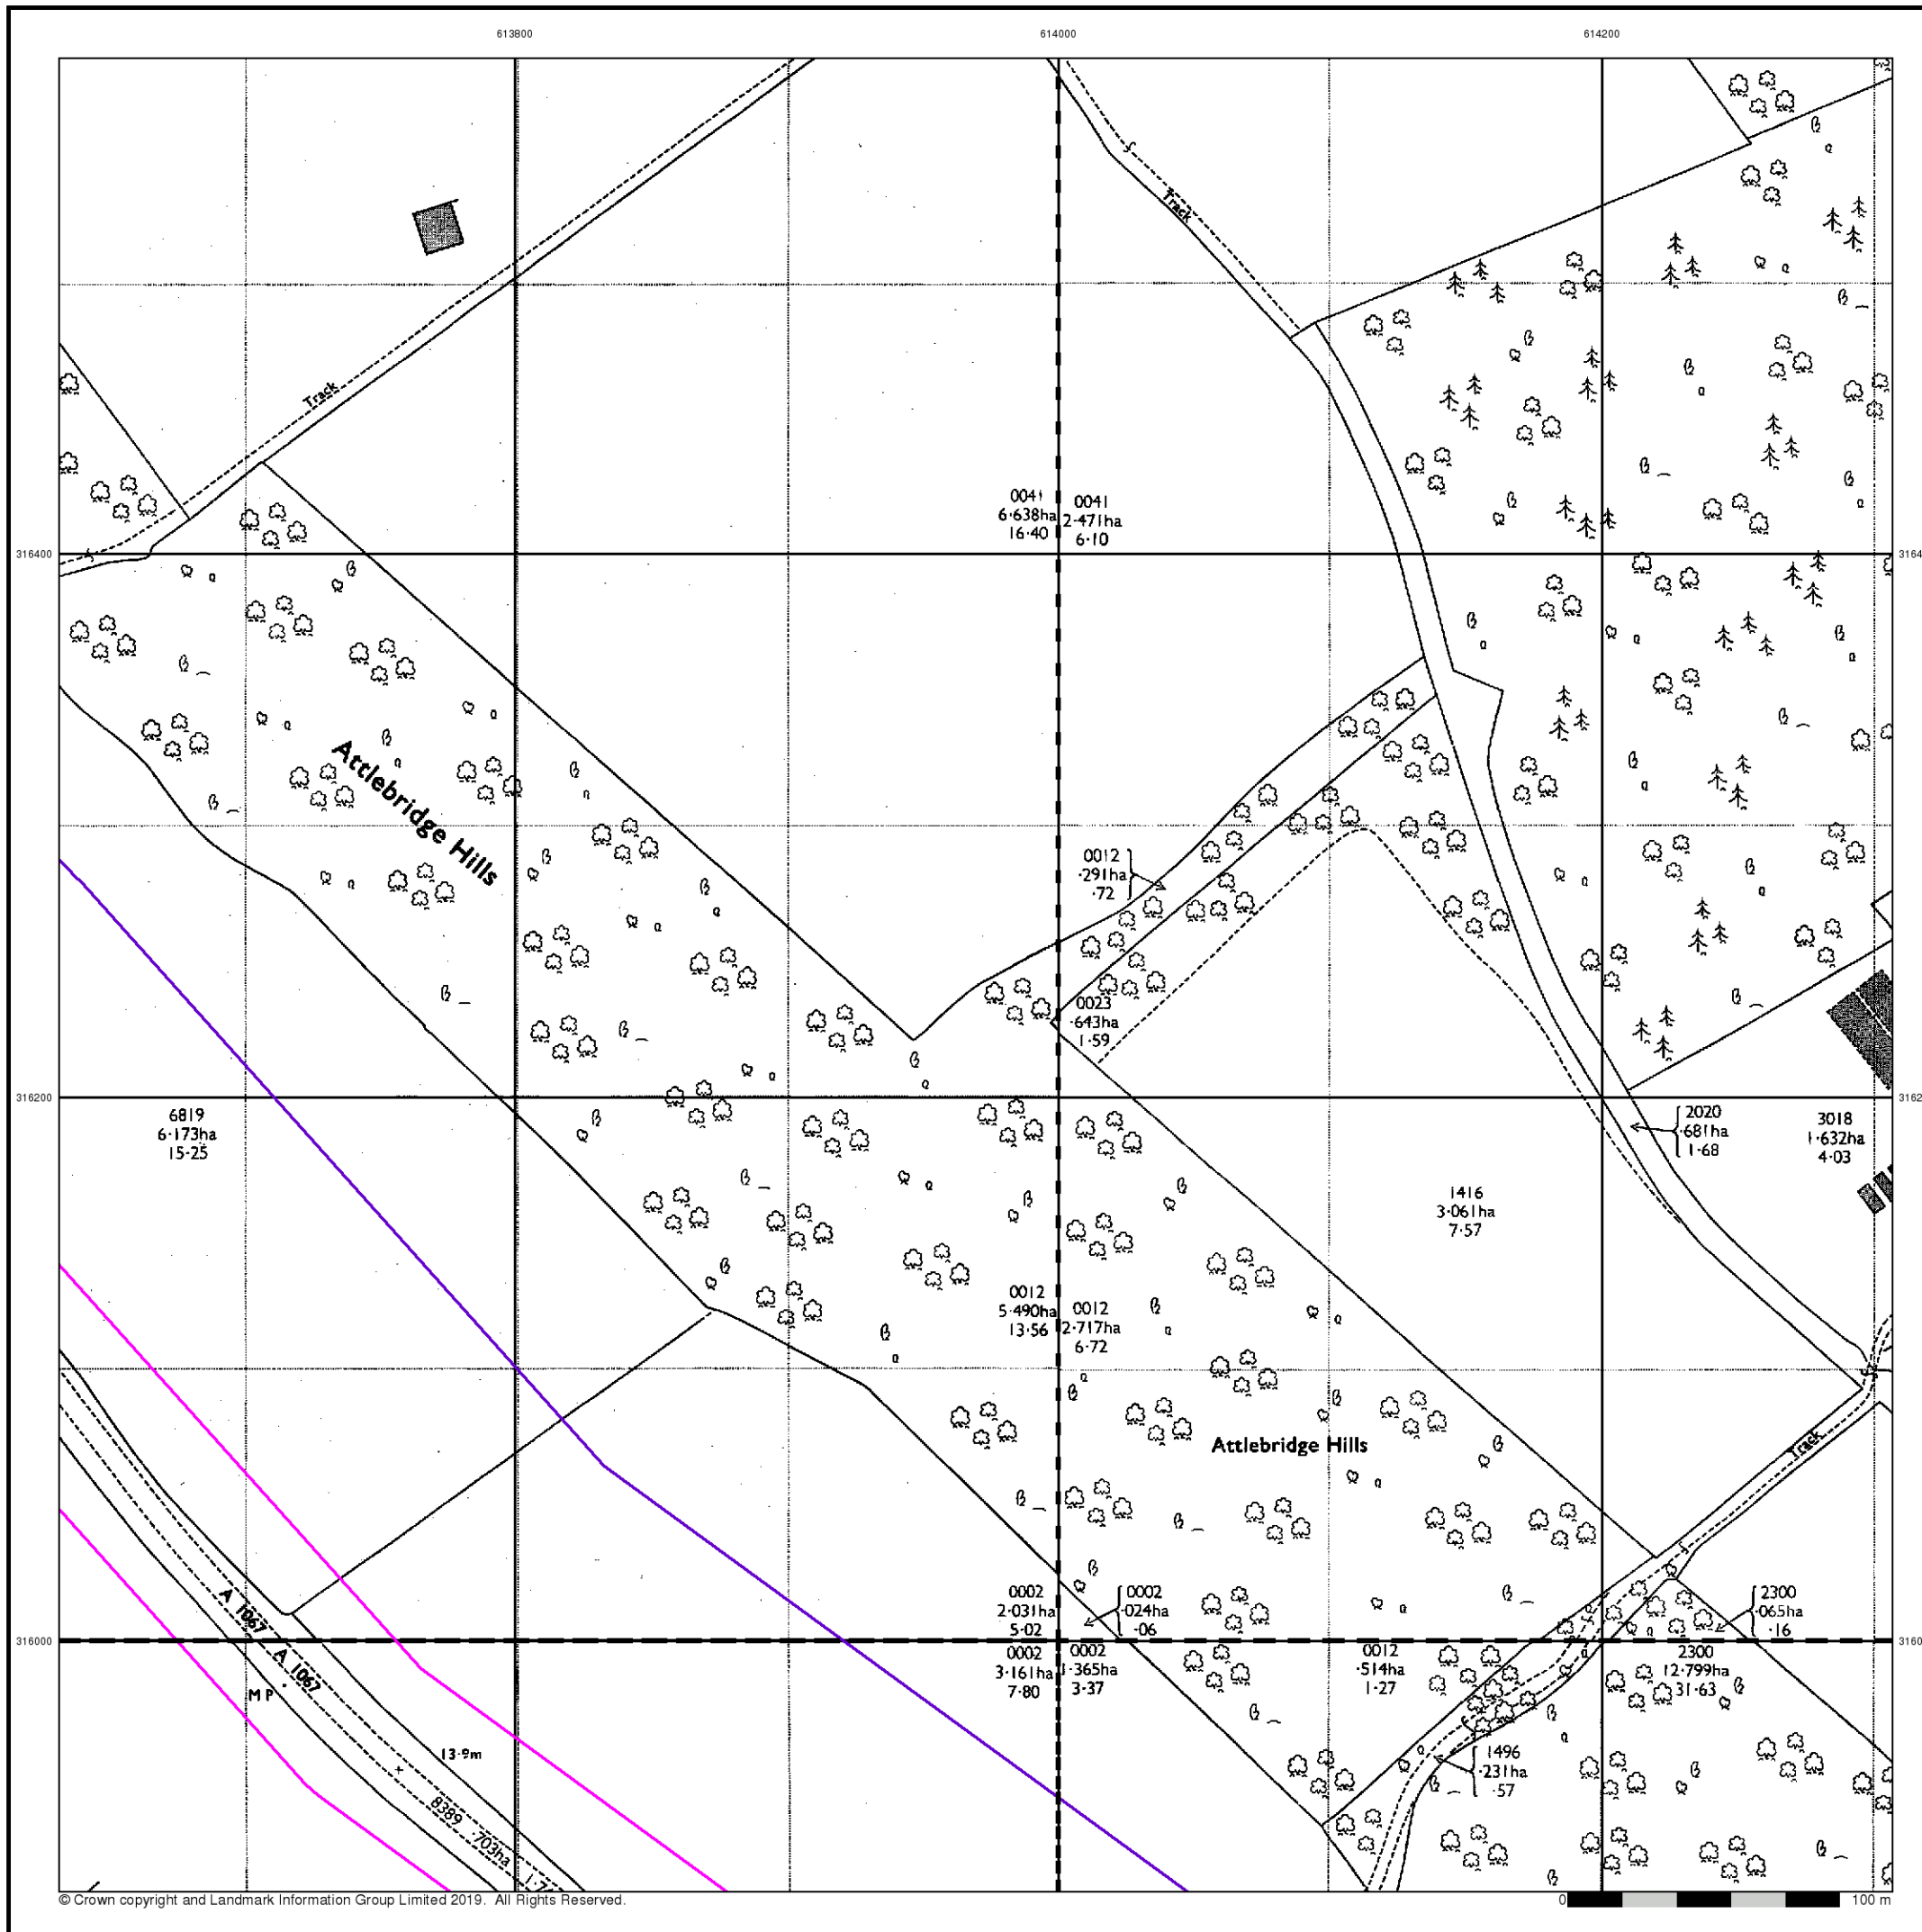 613800
614000
614200
Track
Track
0041
6·638ha
16·40
0041
2·471ha
6·10
316400
3164
Attlebridge Hills
0012
·291ha
·72
0023
·643ha
1·59
316200
3162
6819
6·173ha
15·25
2020
·681ha
1·68
3018
1·632ha
4·03
1416
3·061ha
7·57
0012
5·490ha
13·56
0012
2·717ha
6·72
Attlebridge Hills
Track
0002
2·031ha
5·02
0002
·024ha
·06
2300
·065ha
·16
316000
3160
A 1067
A 1067
MP
0002
3·161ha
7·80
0002
1·365ha
3·37
0012
·514ha
1·27
2300
12·799ha
31·63
13·9m
1496
·231ha
·57
8389 ·703ha
© Crown copyright and Landmark Information Group Limited 2019. All Rights Reserved.
0
100 m